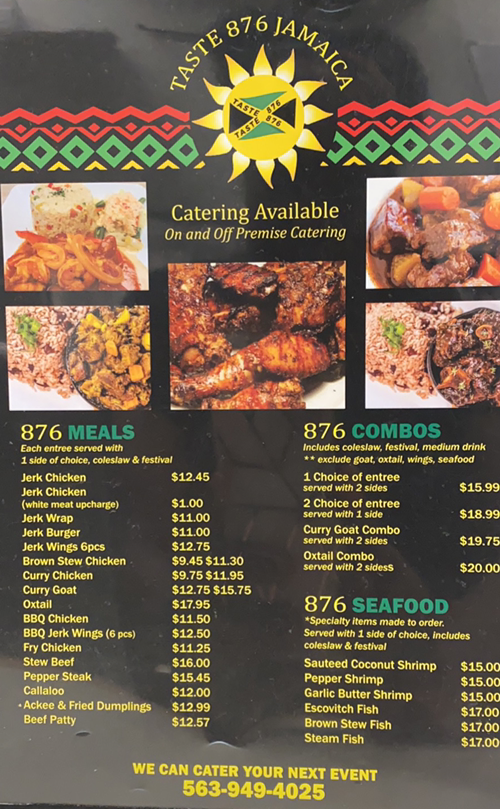 TASTE 876 JAMAICA
TASTE 876
TASTE 876
Catering Available
On and Off Premise Catering
876 MEALS
Each entree served with
1 side of choice, coleslaw & festival
Jerk Chicken $12.45
Jerk Chicken
(white meat upcharge) $1.00
Jerk Wrap $11.00
Jerk Burger $11.00
Jerk Wings 6pcs $12.75
Brown Stew Chicken $9.45 $11.30
Curry Chicken $9.75 $11.95
Curry Goat $12.75 $15.75
Oxtail $17.95
BBQ Chicken $11.50
BBQ Jerk Wings (6 pcs) $12.50
Fry Chicken $11.25
Stew Beef $16.00
Pepper Steak $15.45
Callaloo $12.00
• Ackee & Fried Dumplings $12.99
Beef Patty $12.57
876 COMBOS
Includes coleslaw, festival, medium drink
** exclude goat, oxtail, wings, seafood
1 Choice of entree
served with 2 sides $15.99
2 Choice of entree
served with 1 side $18.99
Curry Goat Combo
served with 2 sides $19.75
Oxtail Combo
served with 2 sidess $20.00
876 SEAFOOD
*Specialty items made to order.
Served with 1 side of choice, includes
coleslaw & festival
Sauteed Coconut Shrimp $15.00
Pepper Shrimp $15.00
Garlic Butter Shrimp $15.00
Escovitch Fish $17.00
Brown Stew Fish $17.00
Steam Fish $17.00
WE CAN CATER YOUR NEXT EVENT
563-949-4025